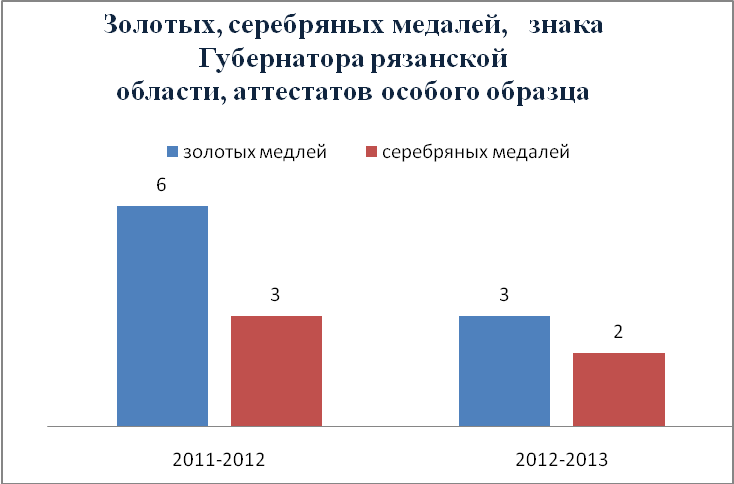 Золотых, серебряных медалей, знака
Губернатора рязанской
области, аттестатов особого образца
золотых медлей серебряных медалей
6
3
3
2
2011-2012 2012-2013